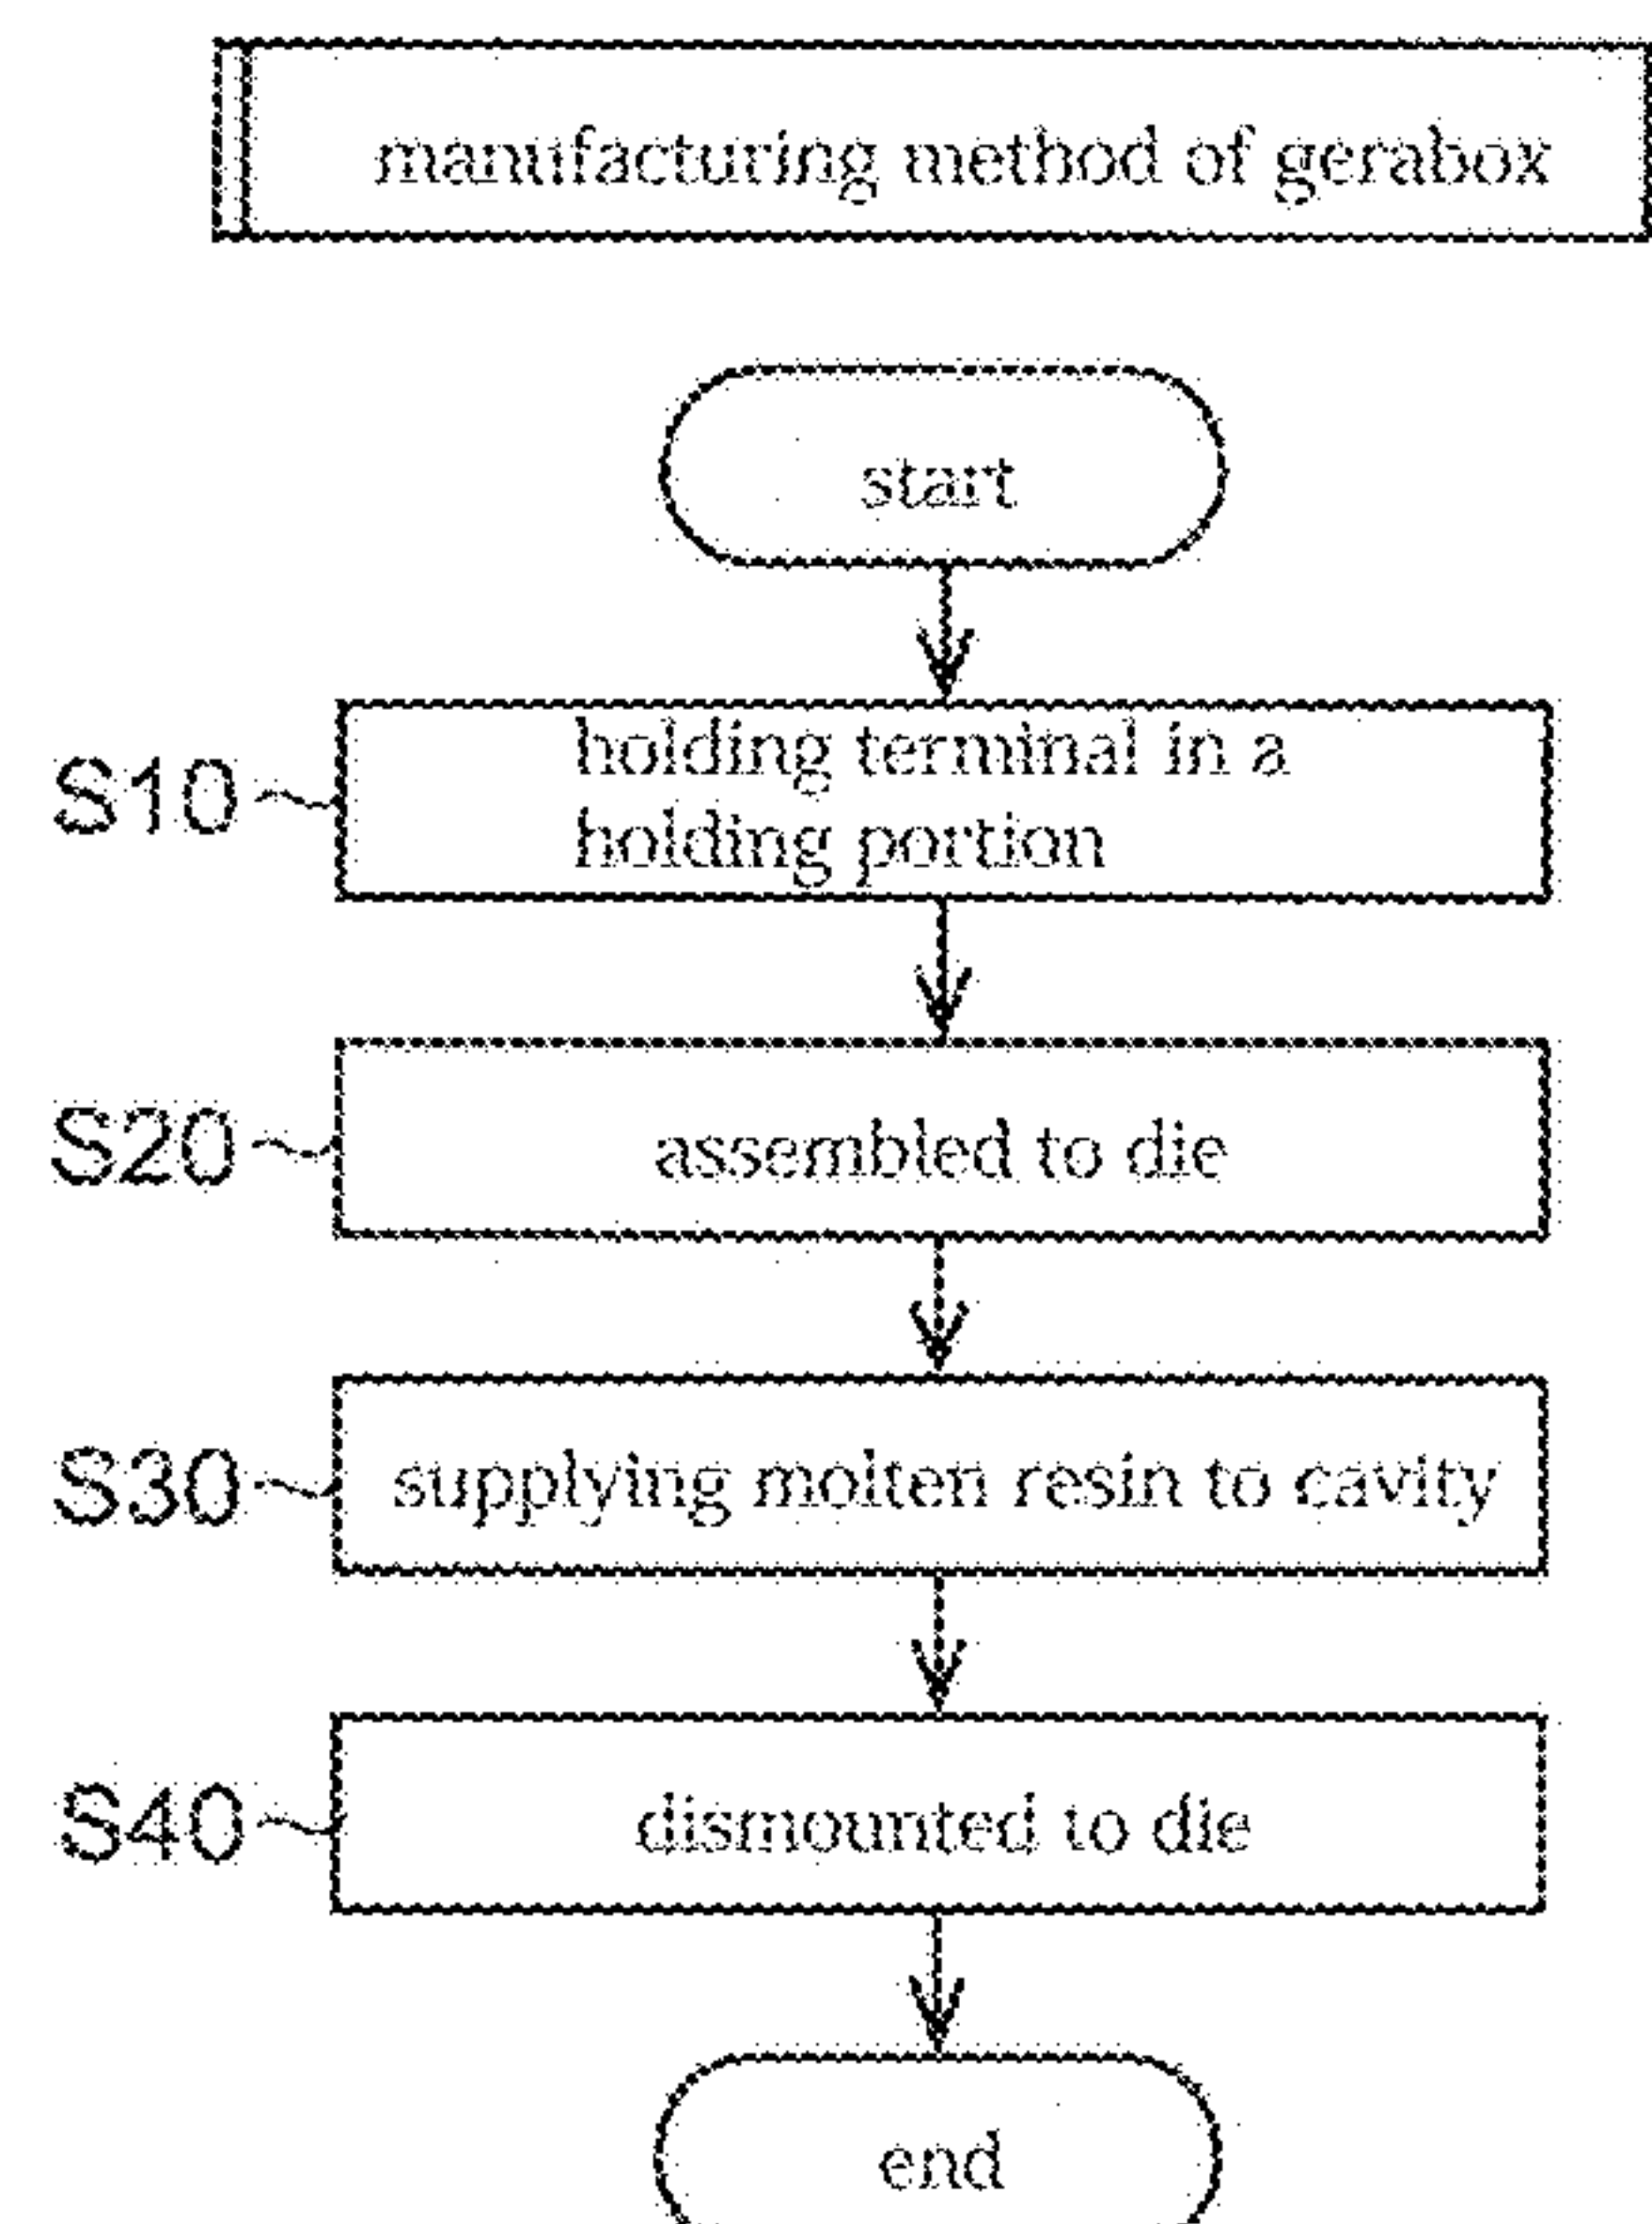 manufacturing method of gerabox
start
S10
holding terminal in a
holding portion
S20
assembled to die
S30
supplying molten resin to cavity
S40
dismounted to die
end